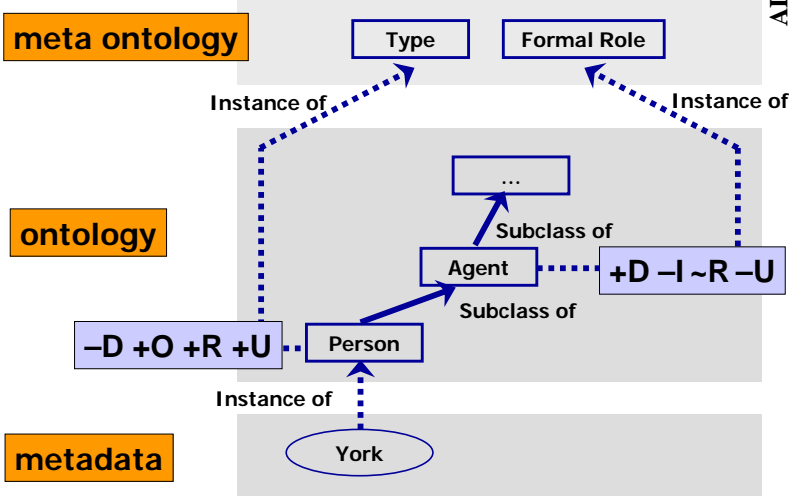 meta ontology
Type
Formal Role
AI
Instance of
Instance of
...
ontology
Subclass of
Agent
+D –I ~R –U
Subclass of
–D +O +R +U
Person
Instance of
York
metadata